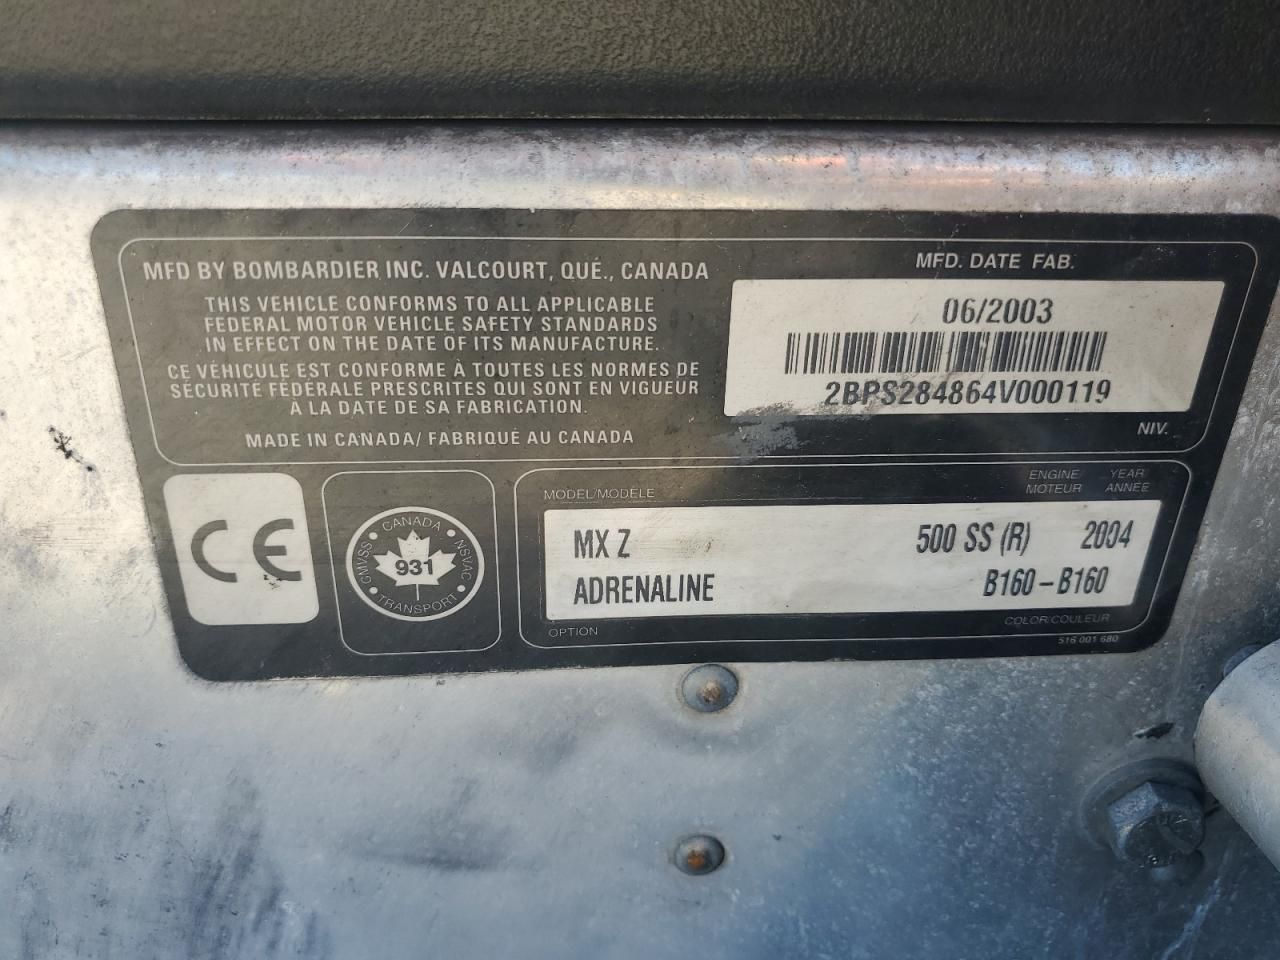 MFD BY BOMBARDIER INC. VALCOURT, QUÉ., CANADA
THIS VEHICLE CONFORMS TO ALL APPLICABLE
FEDERAL MOTOR VEHICLE SAFETY STANDARDS
IN EFFECT ON THE DATE OF ITS MANUFACTURE.
CE VÉHICULE EST CONFORME À TOUTES LES NORMES DE
SÉCURITÉ FÉDÉRALE PRESCRITES QUI SONT EN VIGUEUR
À LA DATE DE SA FABRICATION.
MADE IN CANADA/ FABRIQUÉ AU CANADA
MFD. DATE FAB.
06/2003
2BPS284864V000119
NIV.
CE
CANADA
GMVSS
931
NSVAC
TRANSPORT
MODEL/MODÈLE
ENGINE YEAR
MOTEUR ANNÉE
MX Z 500 SS (R) 2004
ADRENALINE B160-B160
OPTION COLOR/COULEUR
516 001 680